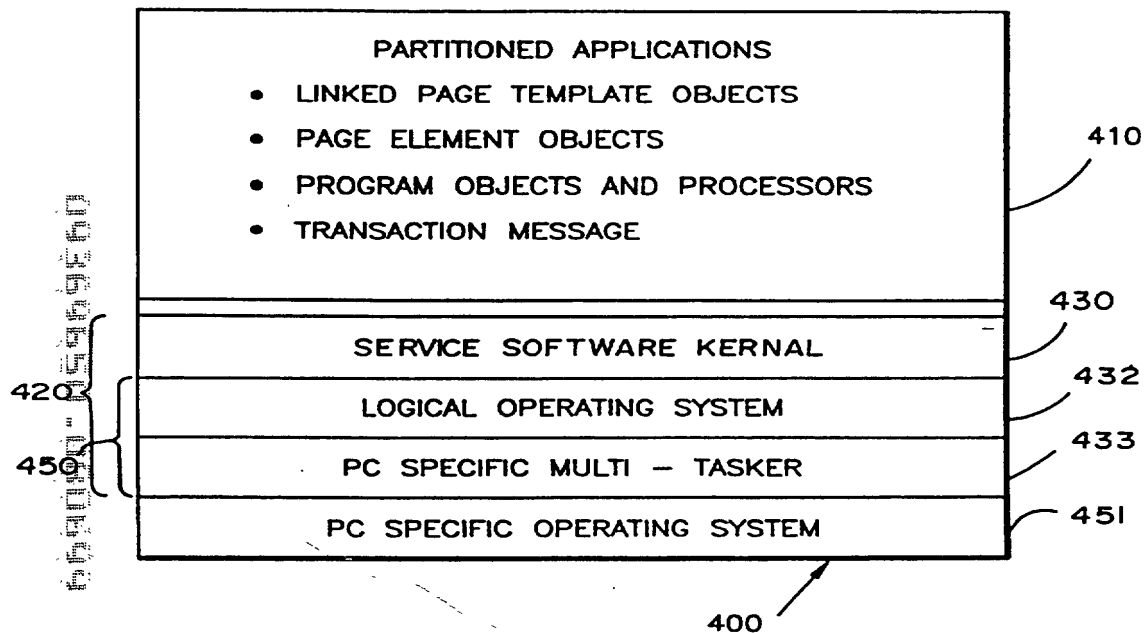 PARTITIONED APPLICATIONS
• LINKED PAGE TEMPLATE OBJECTS
• PAGE ELEMENT OBJECTS
• PROGRAM OBJECTS AND PROCESSORS
• TRANSACTION MESSAGE
410
430
SERVICE SOFTWARE KERNAL
420
432
LOGICAL OPERATING SYSTEM
433
450
PC SPECIFIC MULTI – TASKER
PC SPECIFIC OPERATING SYSTEM
451
400